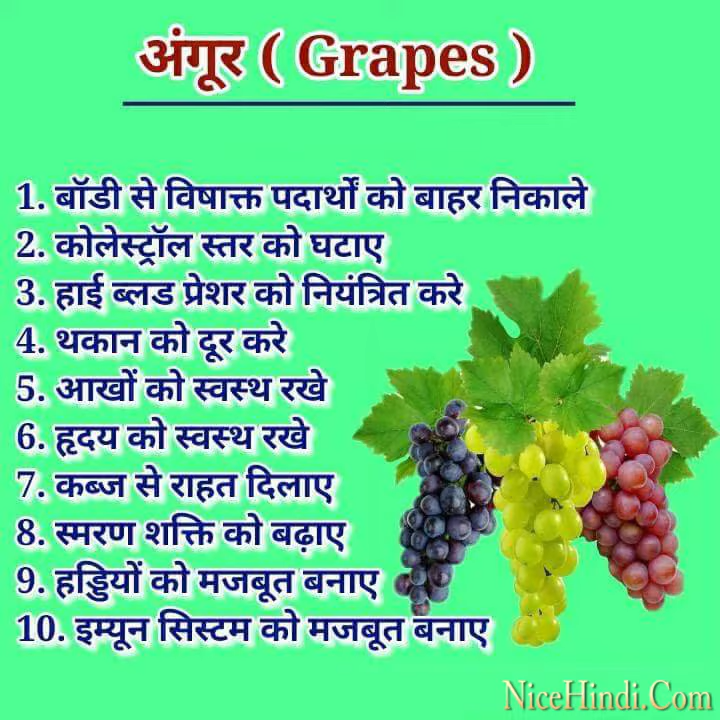 अंगूर ( Grapes )
1. बॉडी से विषाक्त पदार्थों को बाहर निकाले
2. कोलेस्ट्रॉल स्तर को घटाए
3. हाई ब्लड प्रेशर को नियंत्रित करे
4. थकान को दूर करे
5. आखों को स्वस्थ रखे
6. हृदय को स्वस्थ रखे
7. कब्ज से राहत दिलाए
8. स्मरण शक्ति को बढ़ाए
9. हड्डियों को मजबूत बनाए
10. इम्यून सिस्टम को मजबूत बनाए
NiceHindi.Com